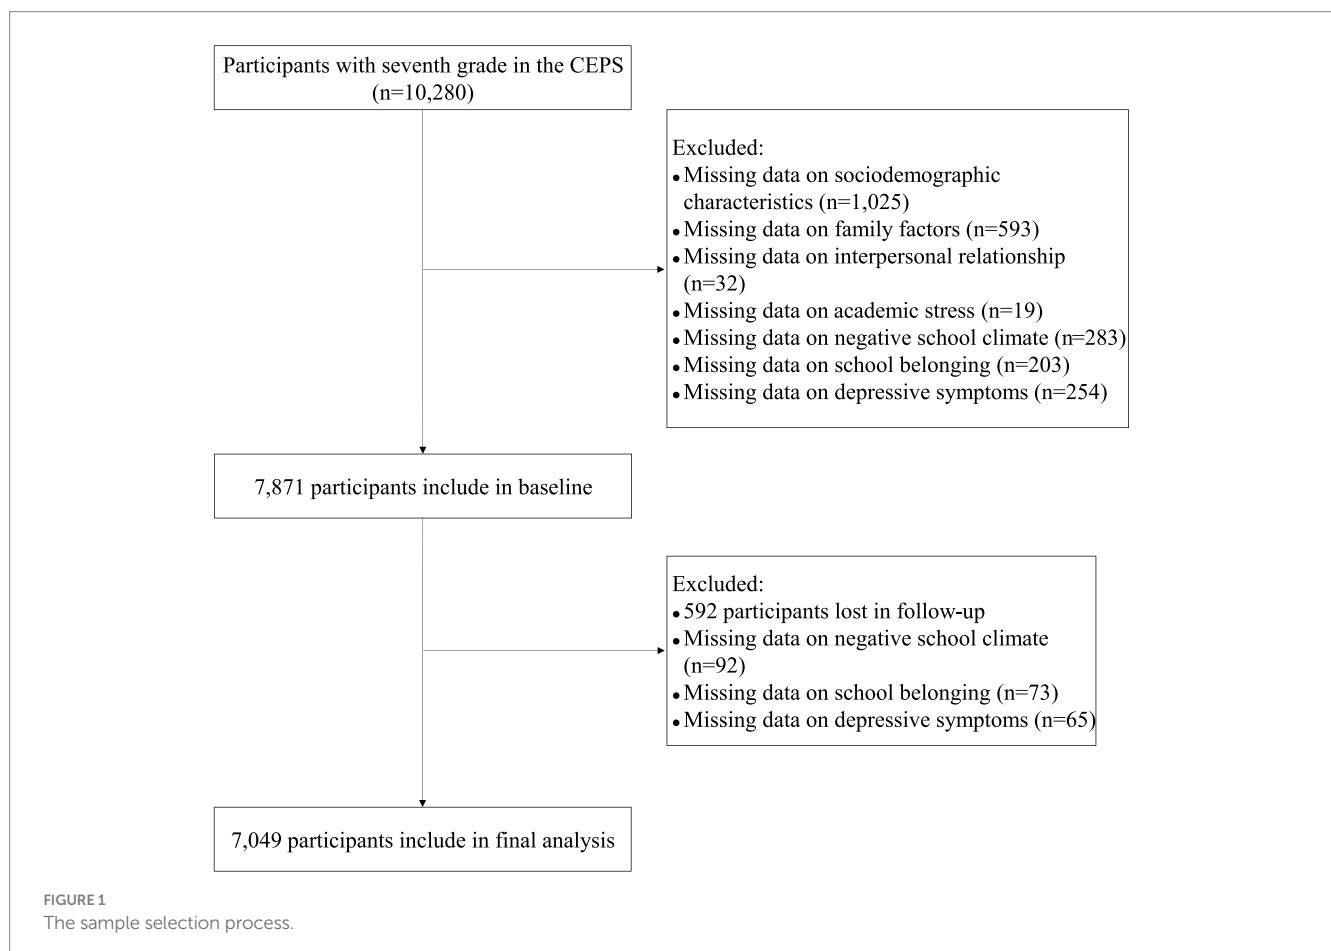 Participants with seventh grade in the CEPS
(n=10,280)
Excluded:
•Missing data on sociodemographic
characteristics (n=1,025)
•Missing data on family factors (n=593)
•Missing data on interpersonal relationship
(n=32)
•Missing data on academic stress (n=19)
•Missing data on negative school climate (n=283)
•Missing data on school belonging (n=203)
•Missing data on depressive symptoms (n=254)
7,871 participants include in baseline
Excluded:
•592 participants lost in follow-up
•Missing data on negative school climate
(n=92)
•Missing data on school belonging (n=73)
•Missing data on depressive symptoms (n=65)
7,049 participants include in final analysis
FIGURE 1
The sample selection process.